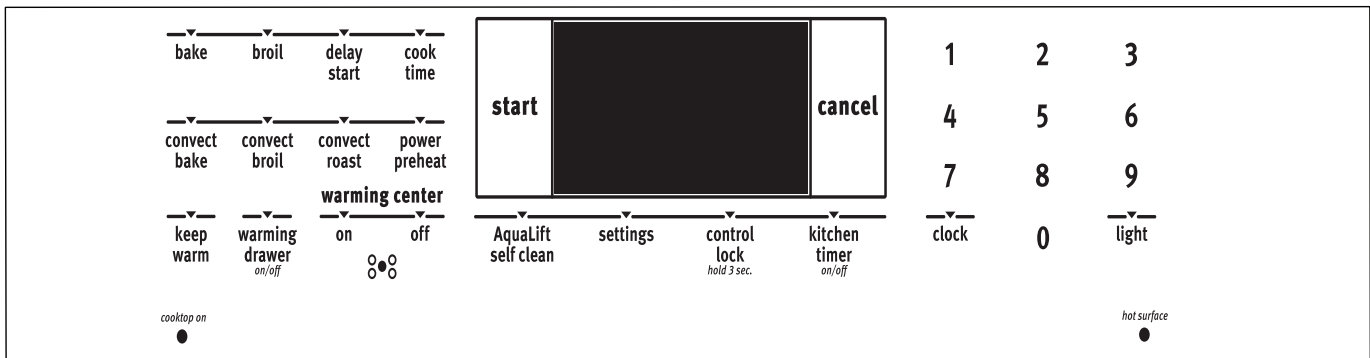 bake broil delay start cook time
convect bake convect broil convect roast power preheat
warming center
keep warm warming drawer on/off on off
cooktop on
start cancel
AquaLift self clean settings control lock hold 3 sec. kitchen timer on/off
1 2 3
4 5 6
7 8 9
clock 0 light
hot surface